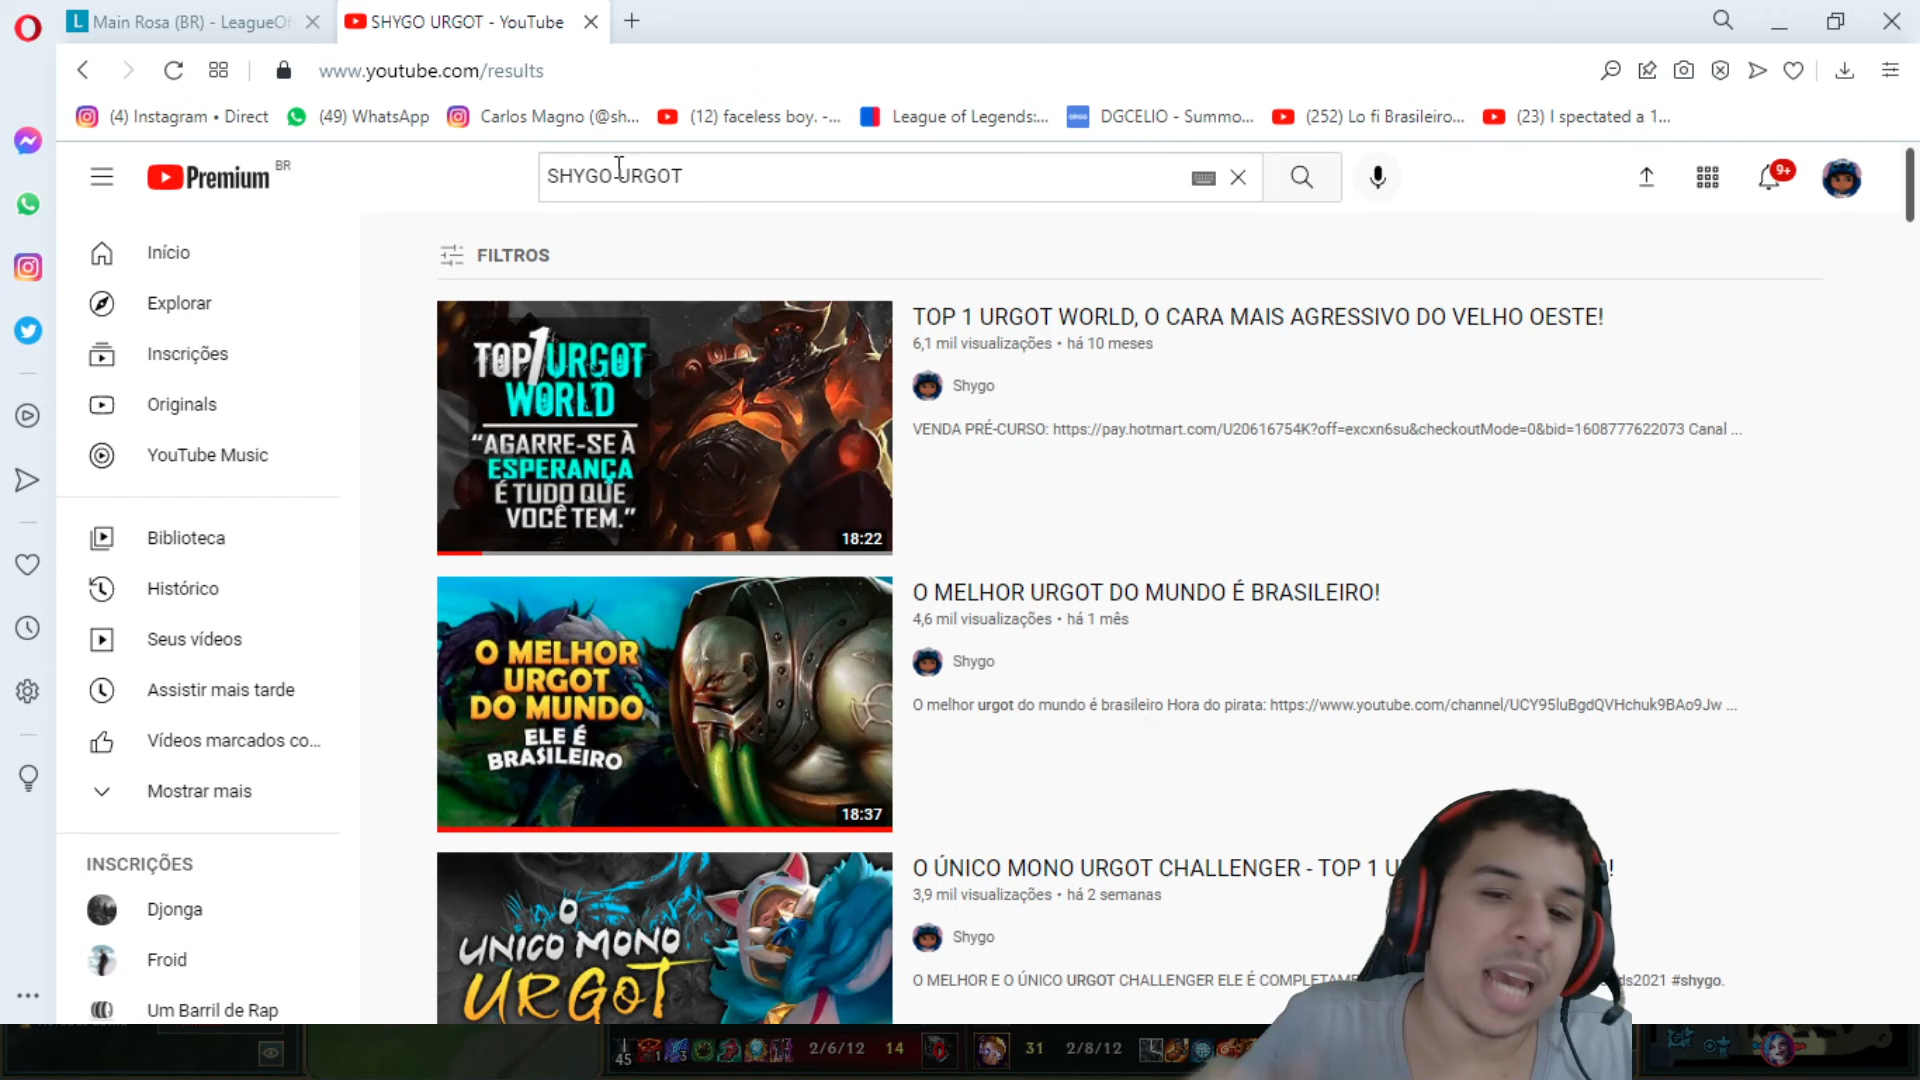 Main Rosa (BR) - LeagueOf
SHYGO URGOT - YouTube
www.youtube.com/results
(4) Instagram • Direct
(49) WhatsApp
Carlos Magno (@sh...
(12) faceless boy. -...
League of Legends:...
DGCELIO - Summo...
(252) Lo fi Brasileiro...
(23) I spectated a 1...
Premium BR
SHYGO URGOT
9+
Início
Explorar
Inscrições
Originals
YouTube Music
Biblioteca
Histórico
Seus vídeos
Assistir mais tarde
Vídeos marcados co...
Mostrar mais
INSCRIÇÕES
Djonga
Froid
Um Barril de Rap
FILTROS
TOP 1 URGOT
WORLD
“AGARRE-SE À
ESPERANÇA
É TUDO QUE
VOCÊ TEM.”
18:22
TOP 1 URGOT WORLD, O CARA MAIS AGRESSIVO DO VELHO OESTE!
6,1 mil visualizações • há 10 meses
Shygo
VENDA PRÉ-CURSO: https://pay.hotmart.com/U20616754K?off=excxn6su&checkoutMode=0&bid=1608777622073 Canal ...
O MELHOR
URGOT
DO MUNDO
ELE É
BRASILEIRO
18:37
O MELHOR URGOT DO MUNDO É BRASILEIRO!
4,6 mil visualizações • há 1 mês
Shygo
O melhor urgot do mundo é brasileiro Hora do pirata: https://www.youtube.com/channel/UCY95luBgdQVHchuk9BAo9Jw ...
O
UNICO MONO
URGOT
O ÚNICO MONO URGOT CHALLENGER - TOP 1 U !
3,9 mil visualizações • há 2 semanas
Shygo
O MELHOR E O ÚNICO URGOT CHALLENGER ELE É COMPLETAME ds2021 #shygo.
45 2/6/12 14 31 2/8/12